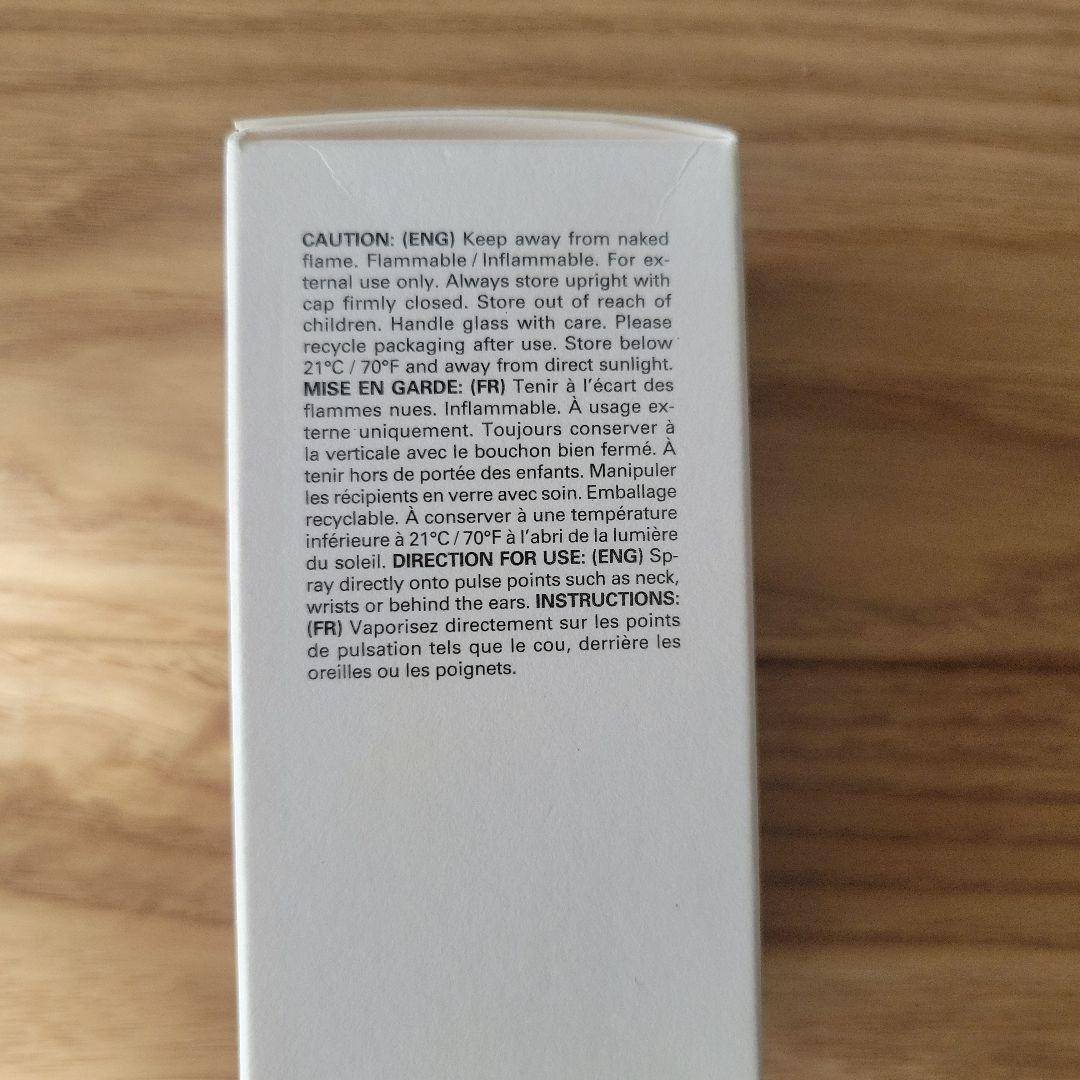 CAUTION: (ENG) Keep away from naked
flame. Flammable / Inflammable. For ex-
ternal use only. Always store upright with
cap firmly closed. Store out of reach of
children. Handle glass with care. Please
recycle packaging after use. Store below
21°C / 70°F and away from direct sunlight.
MISE EN GARDE: (FR) Tenir à l'écart des
flammes nues. Inflammable. À usage ex-
terne uniquement. Toujours conserver à
la verticale avec le bouchon bien fermé. À
tenir hors de portée des enfants. Manipuler
les récipients en verre avec soin. Emballage
recyclable. À conserver à une température
inférieure à 21°C / 70°F à l'abri de la lumière
du soleil. DIRECTION FOR USE: (ENG) Sp-
ray directly onto pulse points such as neck,
wrists or behind the ears. INSTRUCTIONS:
(FR) Vaporisez directement sur les points
de pulsation tels que le cou, derrière les
oreilles ou les poignets.